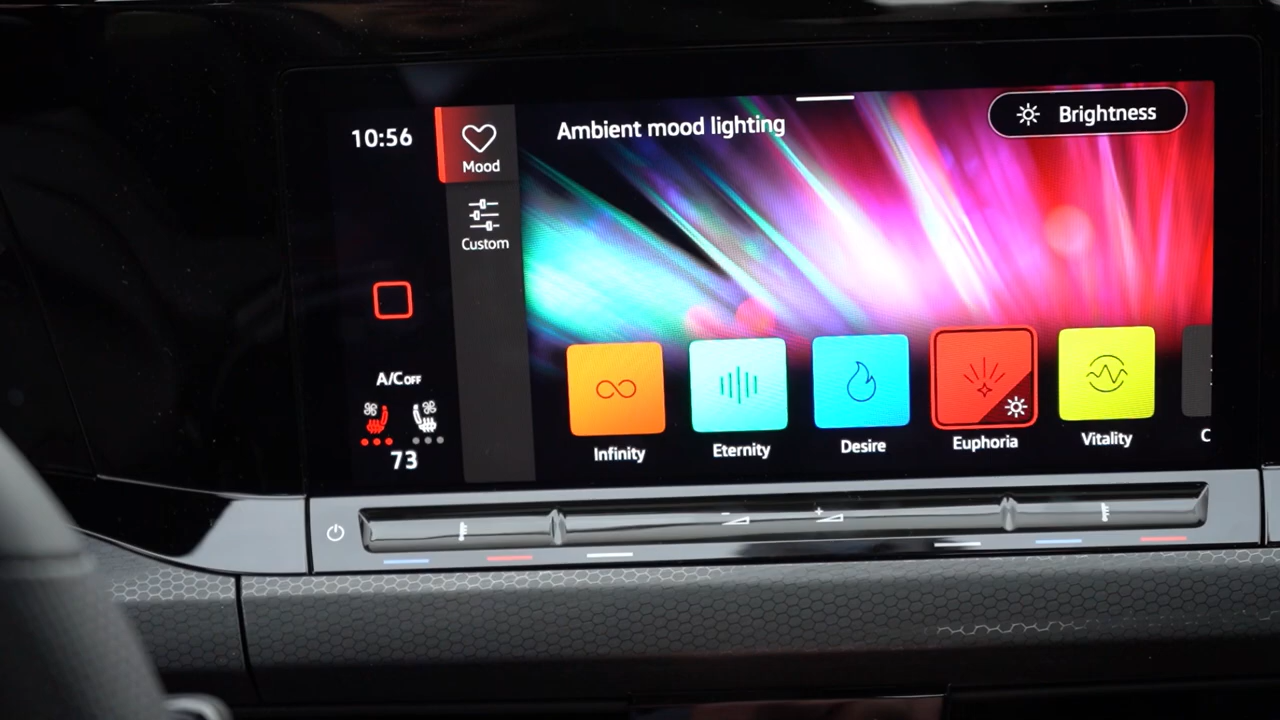 10:56
Mood
Custom
Ambient mood lighting
Brightness
A/C OFF
73
Infinity
Eternity
Desire
Euphoria
Vitality
C